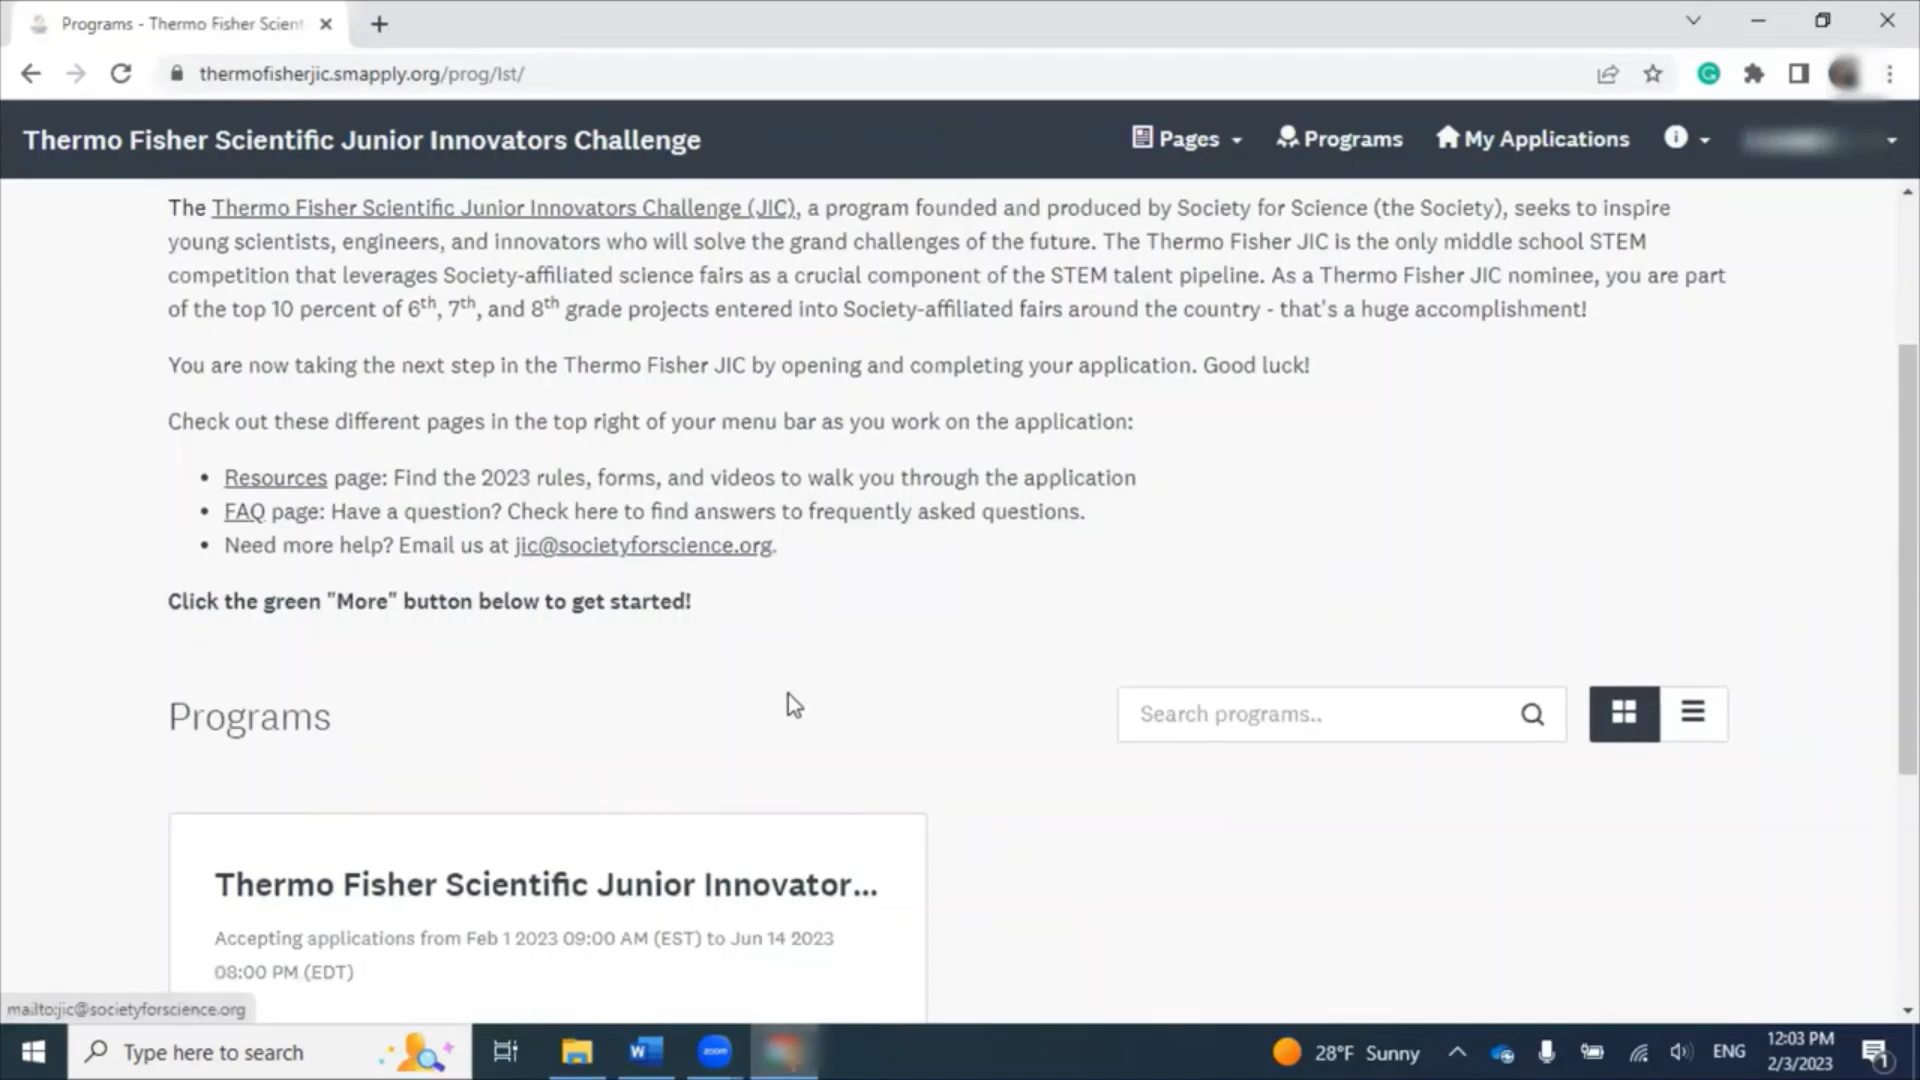 Programs - Thermo Fisher Scient
thermofisherjic.smapply.org/prog/lst/
Thermo Fisher Scientific Junior Innovators Challenge
Pages
Programs
My Applications
The Thermo Fisher Scientific Junior Innovators Challenge (JIC), a program founded and produced by Society for Science (the Society), seeks to inspire
young scientists, engineers, and innovators who will solve the grand challenges of the future. The Thermo Fisher JIC is the only middle school STEM
competition that leverages Society-affiliated science fairs as a crucial component of the STEM talent pipeline. As a Thermo Fisher JIC nominee, you are part
of the top 10 percent of 6th, 7th, and 8th grade projects entered into Society-affiliated fairs around the country - that's a huge accomplishment!
You are now taking the next step in the Thermo Fisher JIC by opening and completing your application. Good luck!
Check out these different pages in the top right of your menu bar as you work on the application:
• Resources page: Find the 2023 rules, forms, and videos to walk you through the application
• FAQ page: Have a question? Check here to find answers to frequently asked questions.
• Need more help? Email us at jic@societyforscience.org.
Click the green "More" button below to get started!
Programs
Search programs..
Thermo Fisher Scientific Junior Innovator...
Accepting applications from Feb 1 2023 09:00 AM (EST) to Jun 14 2023
08:00 PM (EDT)
mailto:jic@societyforscience.org
Type here to search
W
zoom
28°F Sunny
ENG
12:03 PM
2/3/2023
1